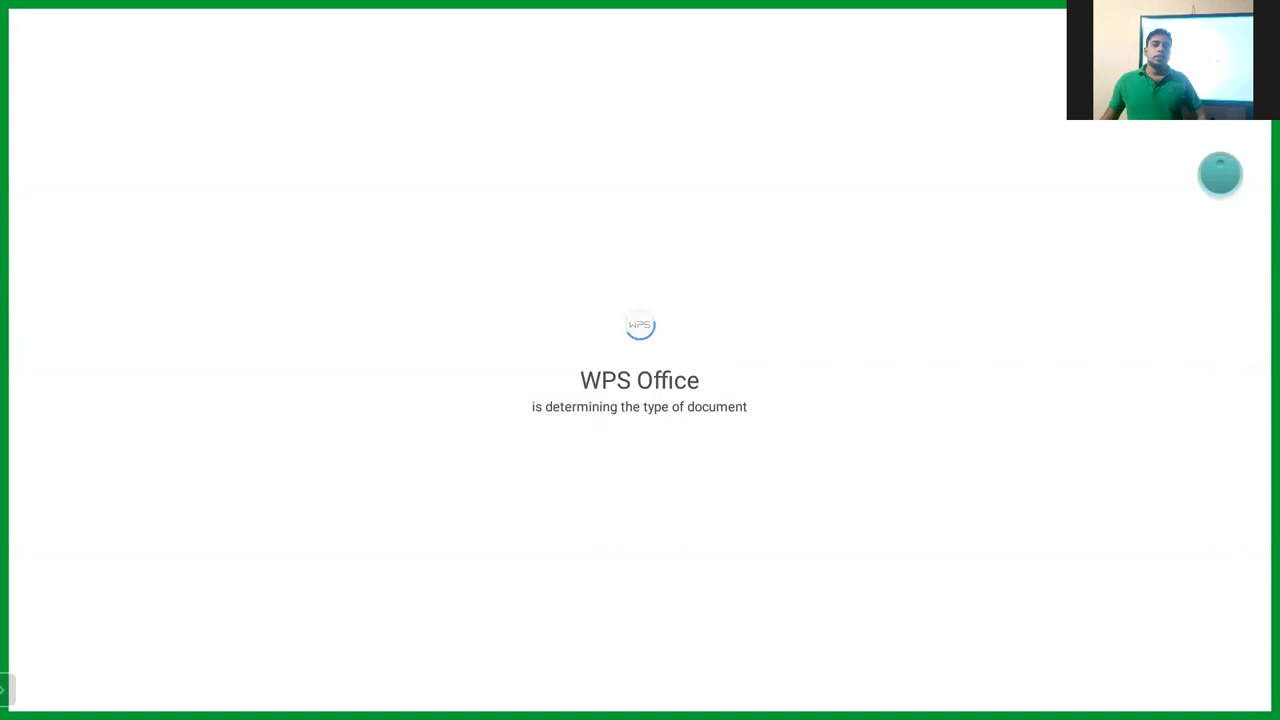 WPS
WPS Office
is determining the type of document